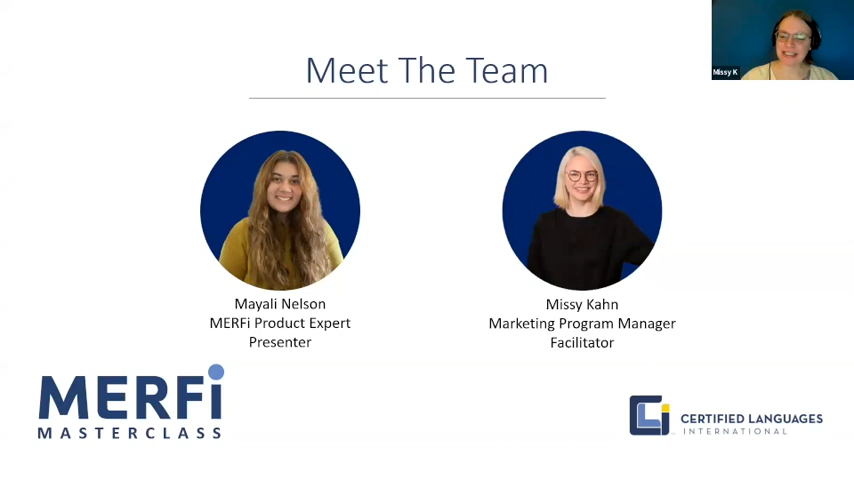 Meet The Team
Missy K
Mayali Nelson
MERFi Product Expert
Presenter
Missy Kahn
Marketing Program Manager
Facilitator
MERFi
MASTERCLASS
CERTIFIED LANGUAGES
INTERNATIONAL